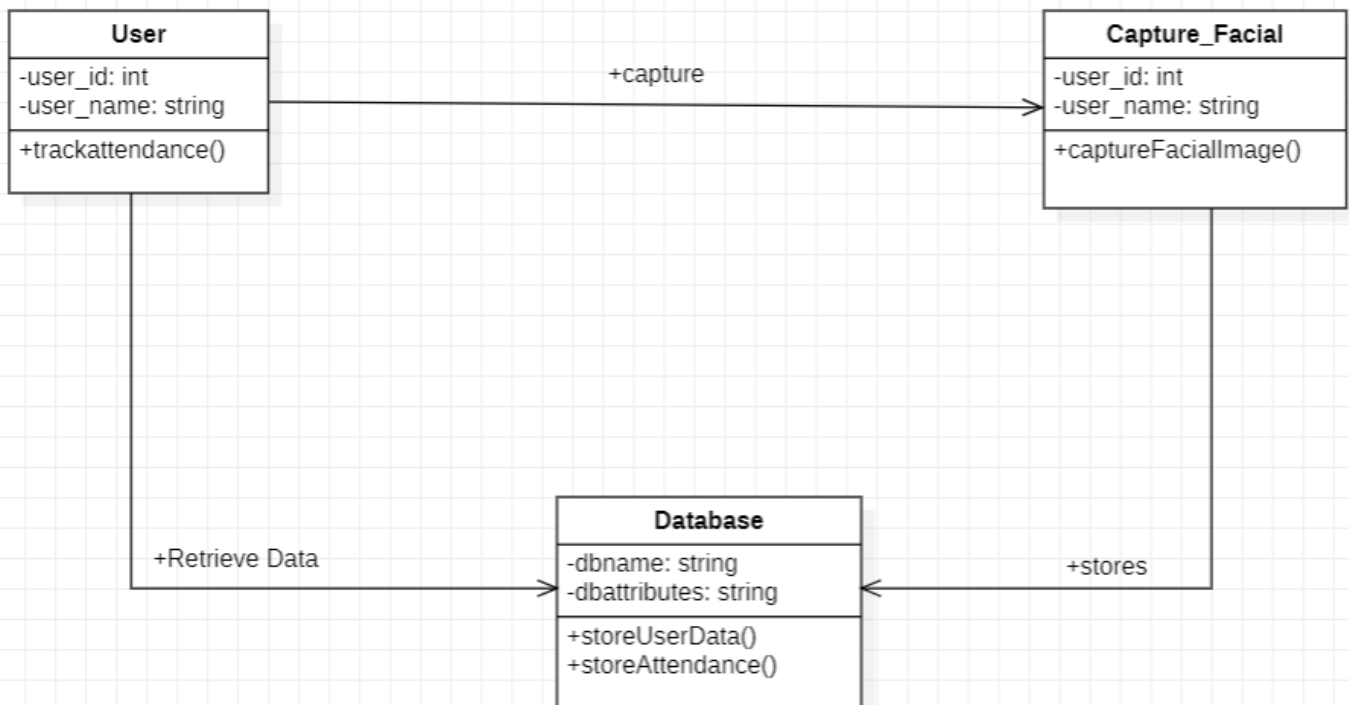 User
-user_id: int
-user_name: string
+trackattendance()
+capture
Capture_Facial
-user_id: int
-user_name: string
+captureFacialImage()
+Retrieve Data
Database
-dbname: string
-dbattributes: string
+storeUserData()
+storeAttendance()
+stores